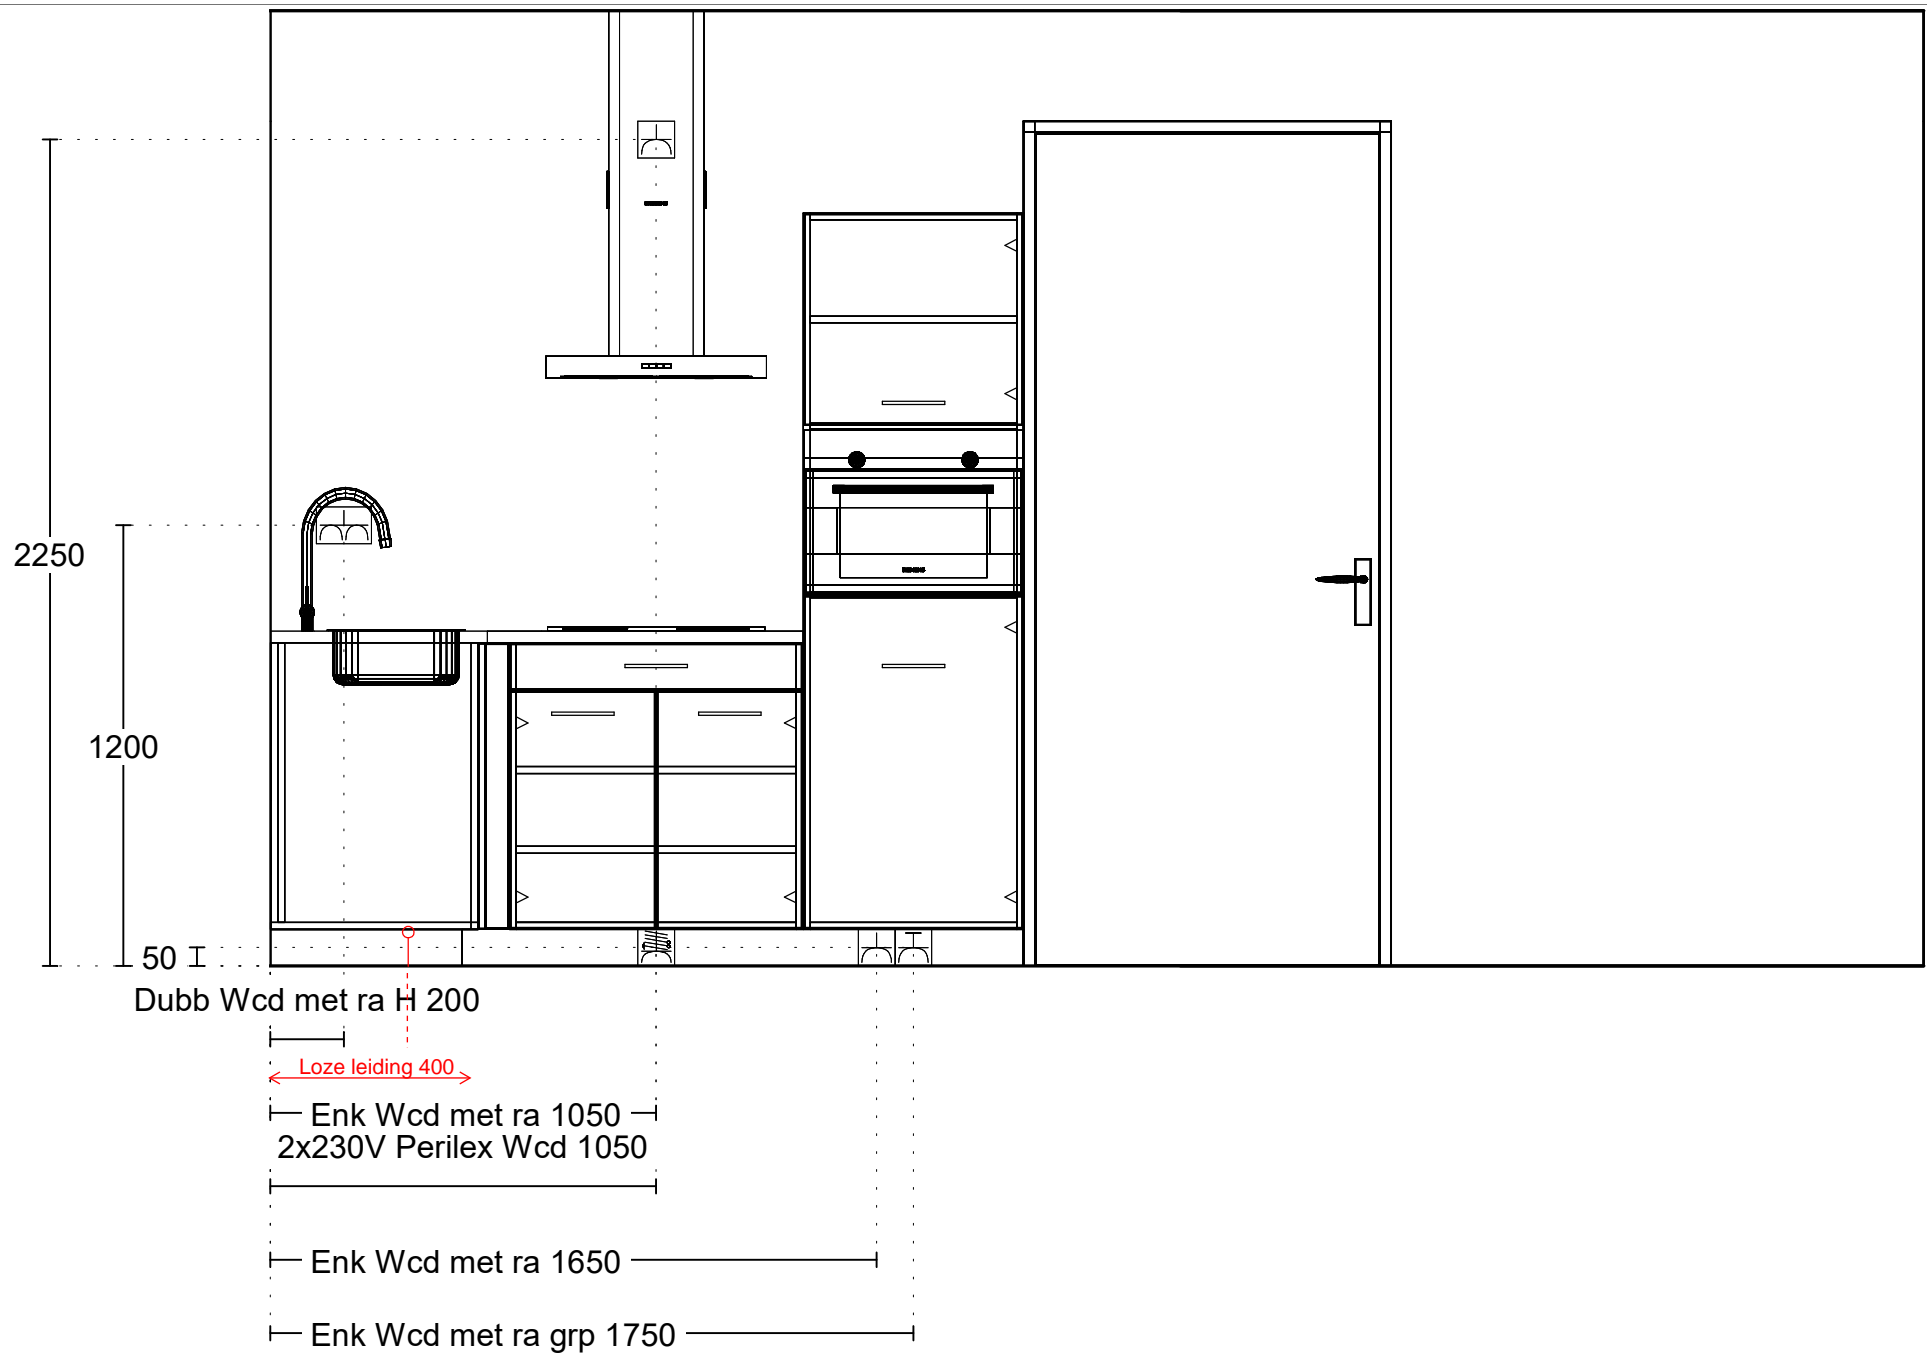 2250
1200
50
Dubb Wcd met ra H 200
Loze leiding 400
Enk Wcd met ra 1050
2x230V Perilex Wcd 1050
Enk Wcd met ra 1650
Enk Wcd met ra grp 1750